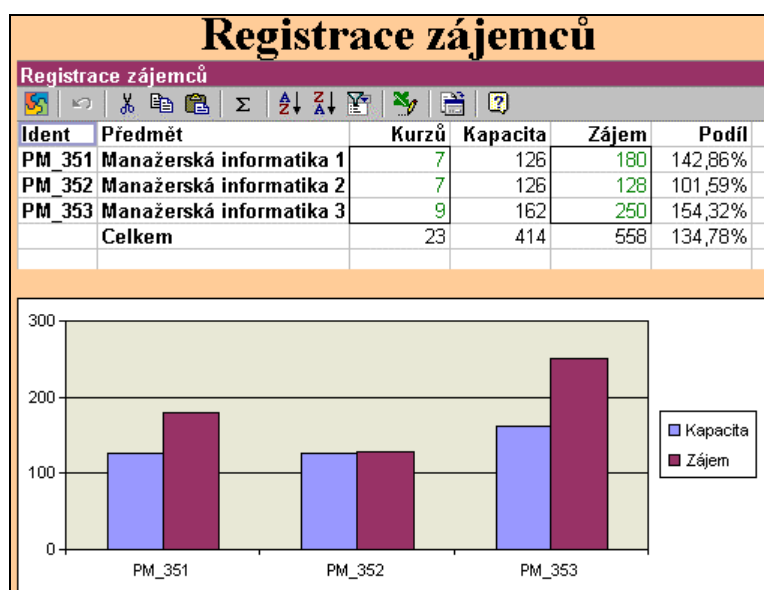 Registrace zájemců
Registrace zájemců
Ident Předmět Kurzů Kapacita Zájem Podíl
PM_351 Manažerská informatika 1 7 126 180 142,86%
PM_352 Manažerská informatika 2 7 126 128 101,59%
PM_353 Manažerská informatika 3 9 162 250 154,32%
Celkem 23 414 558 134,78%
300
200
100
0
PM_351 PM_352 PM_353
Kapacita
Zájem